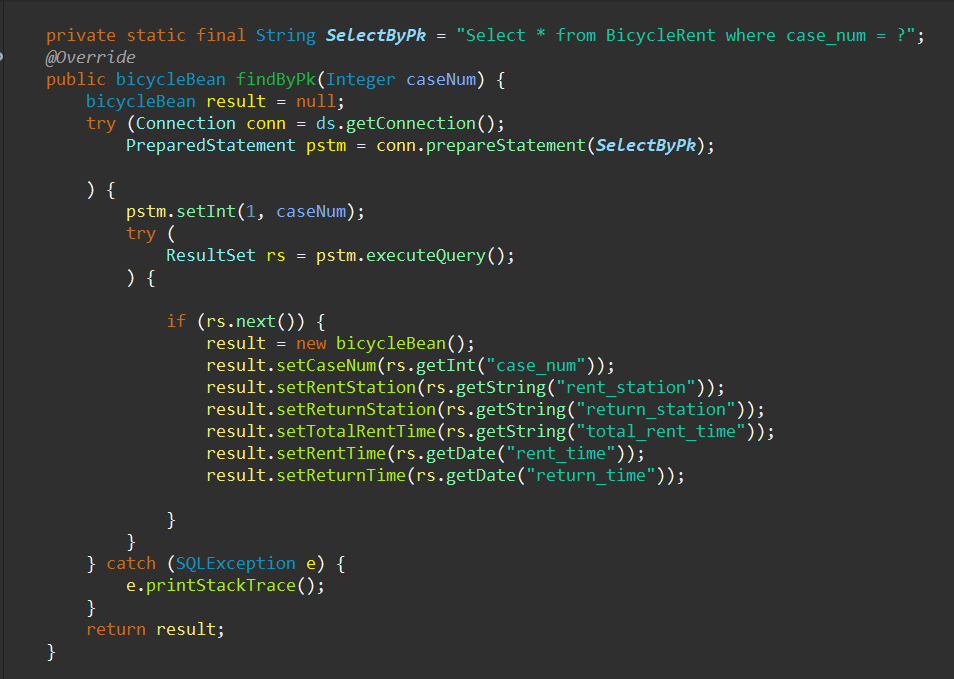 private static final String SelectByPk = "Select * from BicycleRent where case_num = ?";
@Override
public bicycleBean findByPk(Integer caseNum) {
bicycleBean result = null;
try (Connection conn = ds.getConnection();
PreparedStatement pstm = conn.prepareStatement(SelectByPk);
) {
pstm.setInt(1, caseNum);
try (
ResultSet rs = pstm.executeQuery();
) {
if (rs.next()) {
result = new bicycleBean();
result.setCaseNum(rs.getInt("case_num"));
result.setRentStation(rs.getString("rent_station"));
result.setReturnStation(rs.getString("return_station"));
result.setTotalRentTime(rs.getString("total_rent_time"));
result.setRentTime(rs.getDate("rent_time"));
result.setReturnTime(rs.getDate("return_time"));
}
}
} catch (SQLException e) {
e.printStackTrace();
}
return result;
}